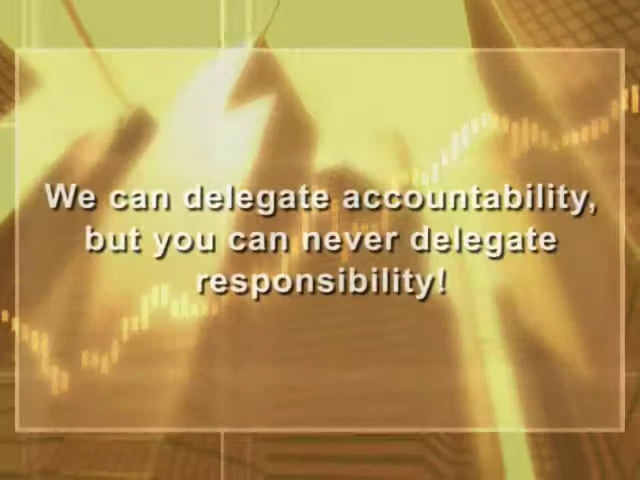 We can delegate accountability,
but you can never delegate
responsibility!